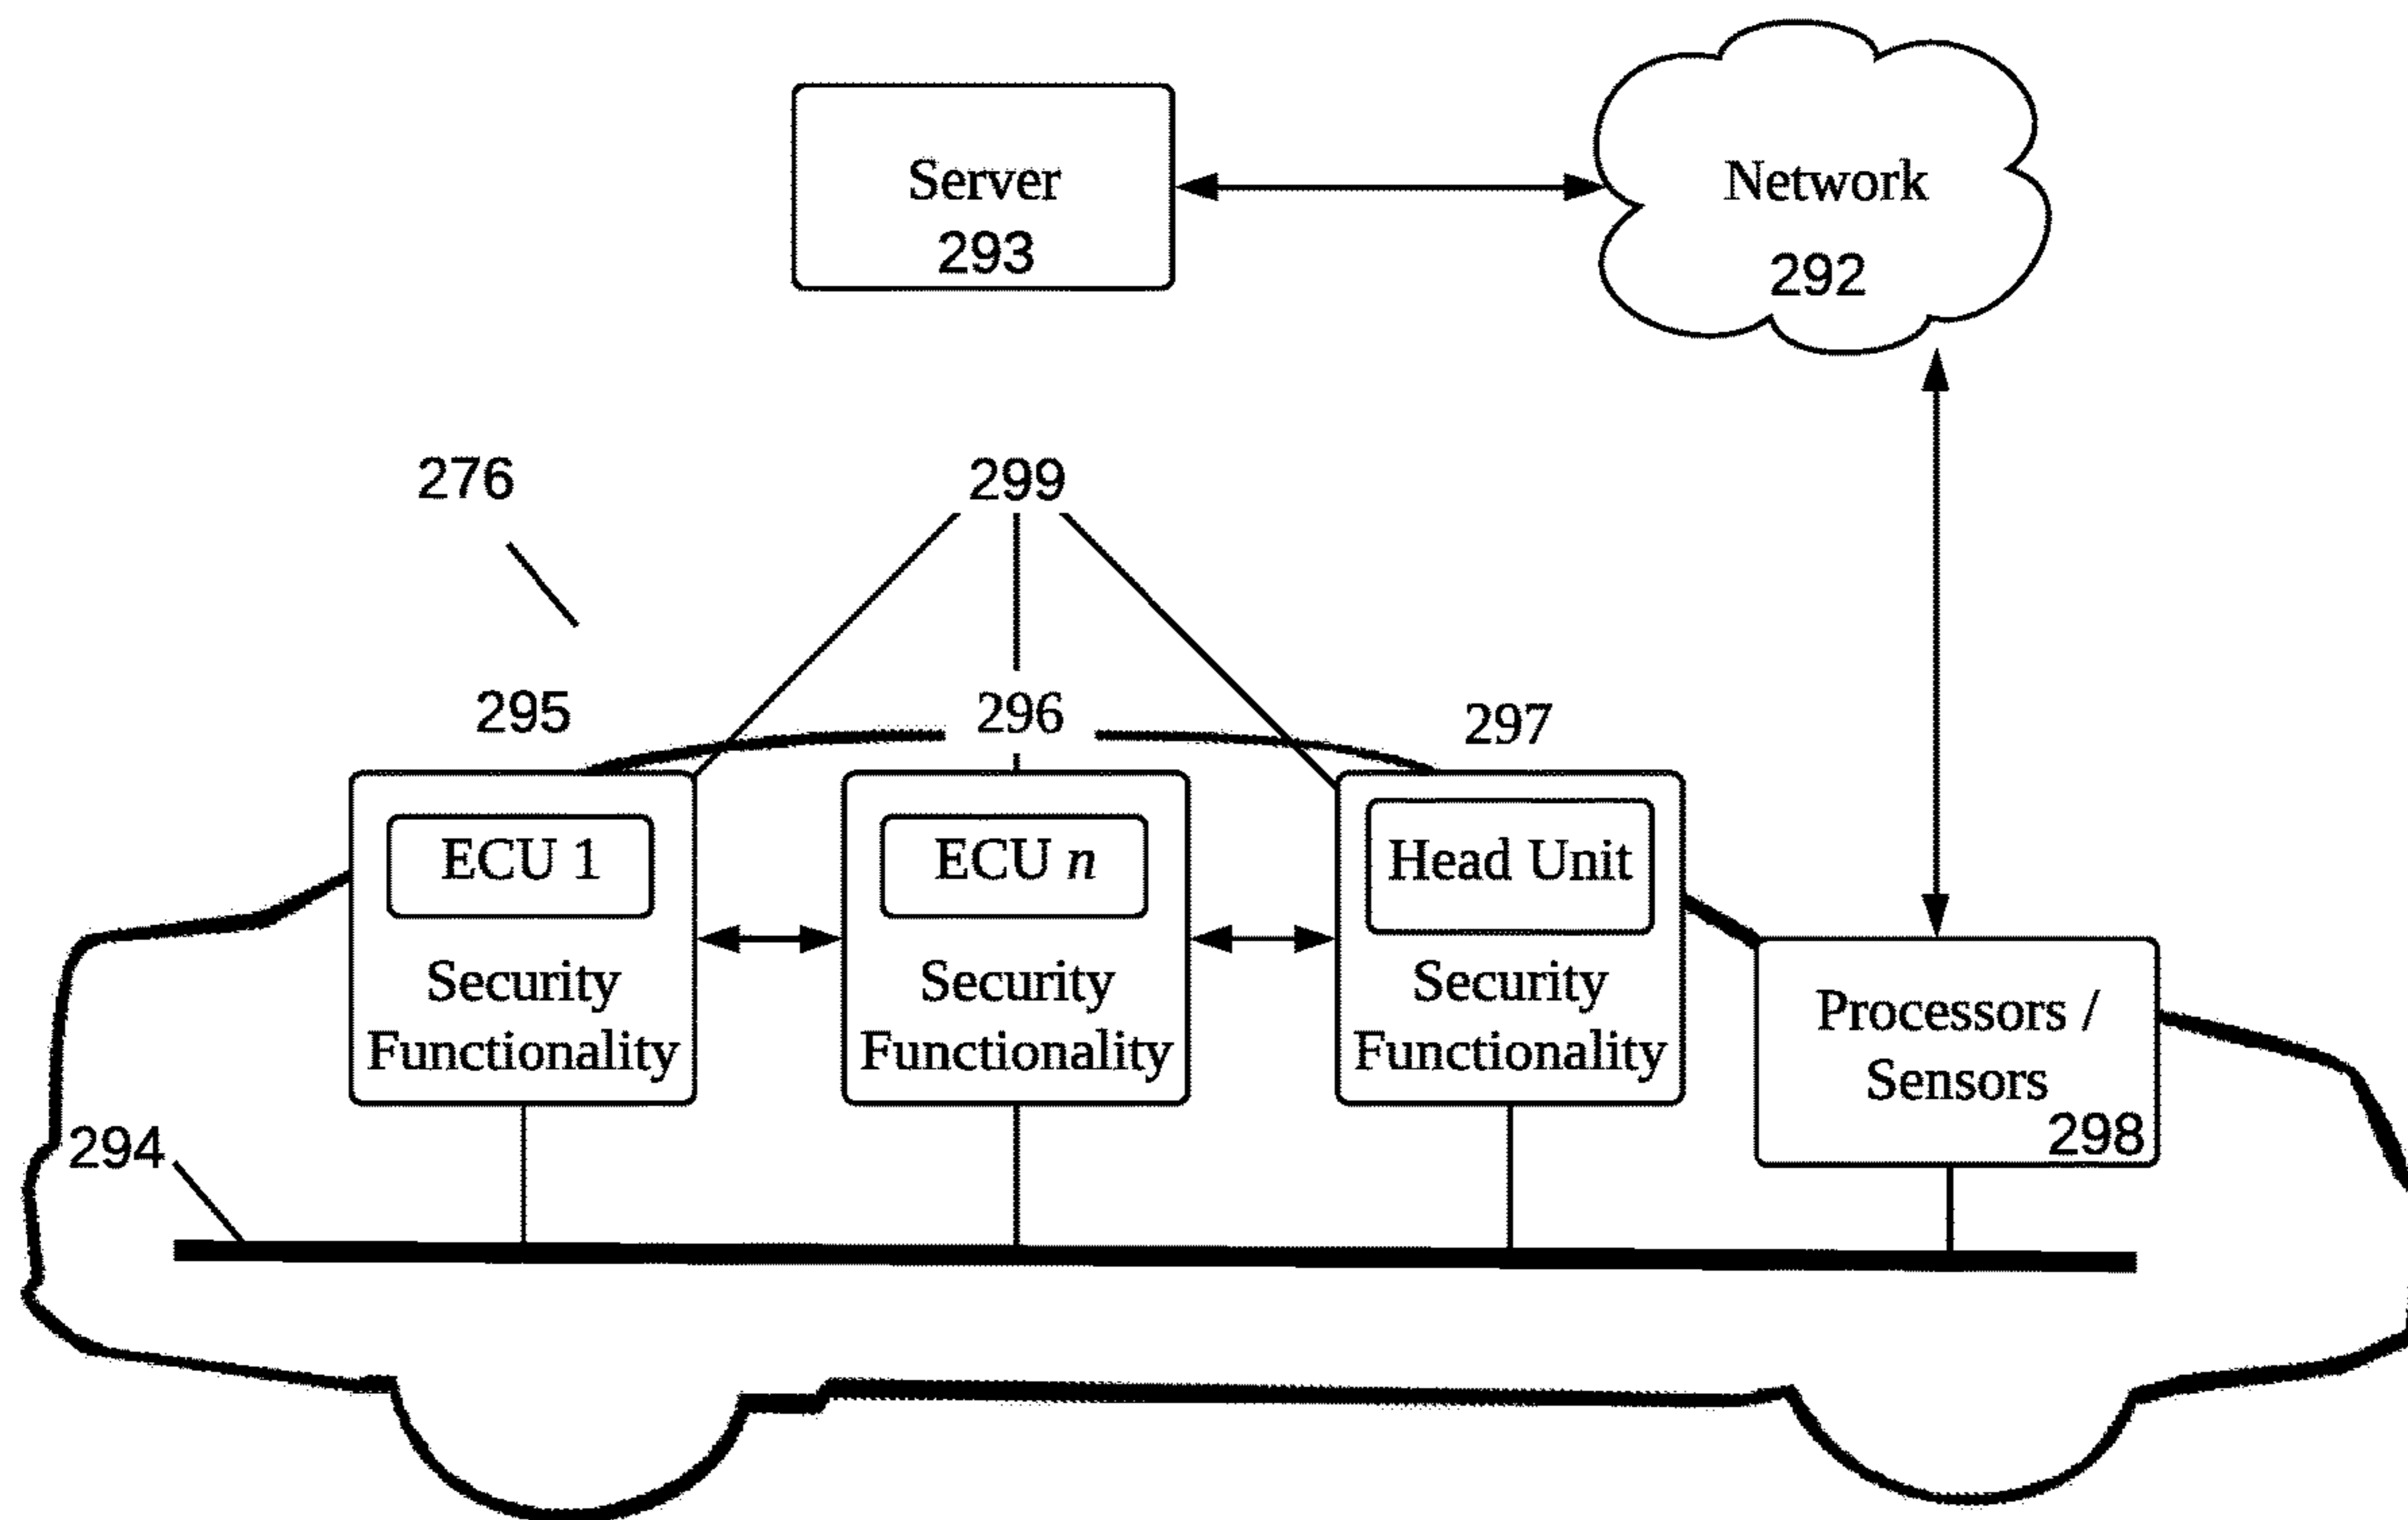 Server
293
Network
292
276
299
295
296
297
ECU 1
Security
Functionality
ECU n
Security
Functionality
Head Unit
Security
Functionality
Processors /
Sensors
298
294